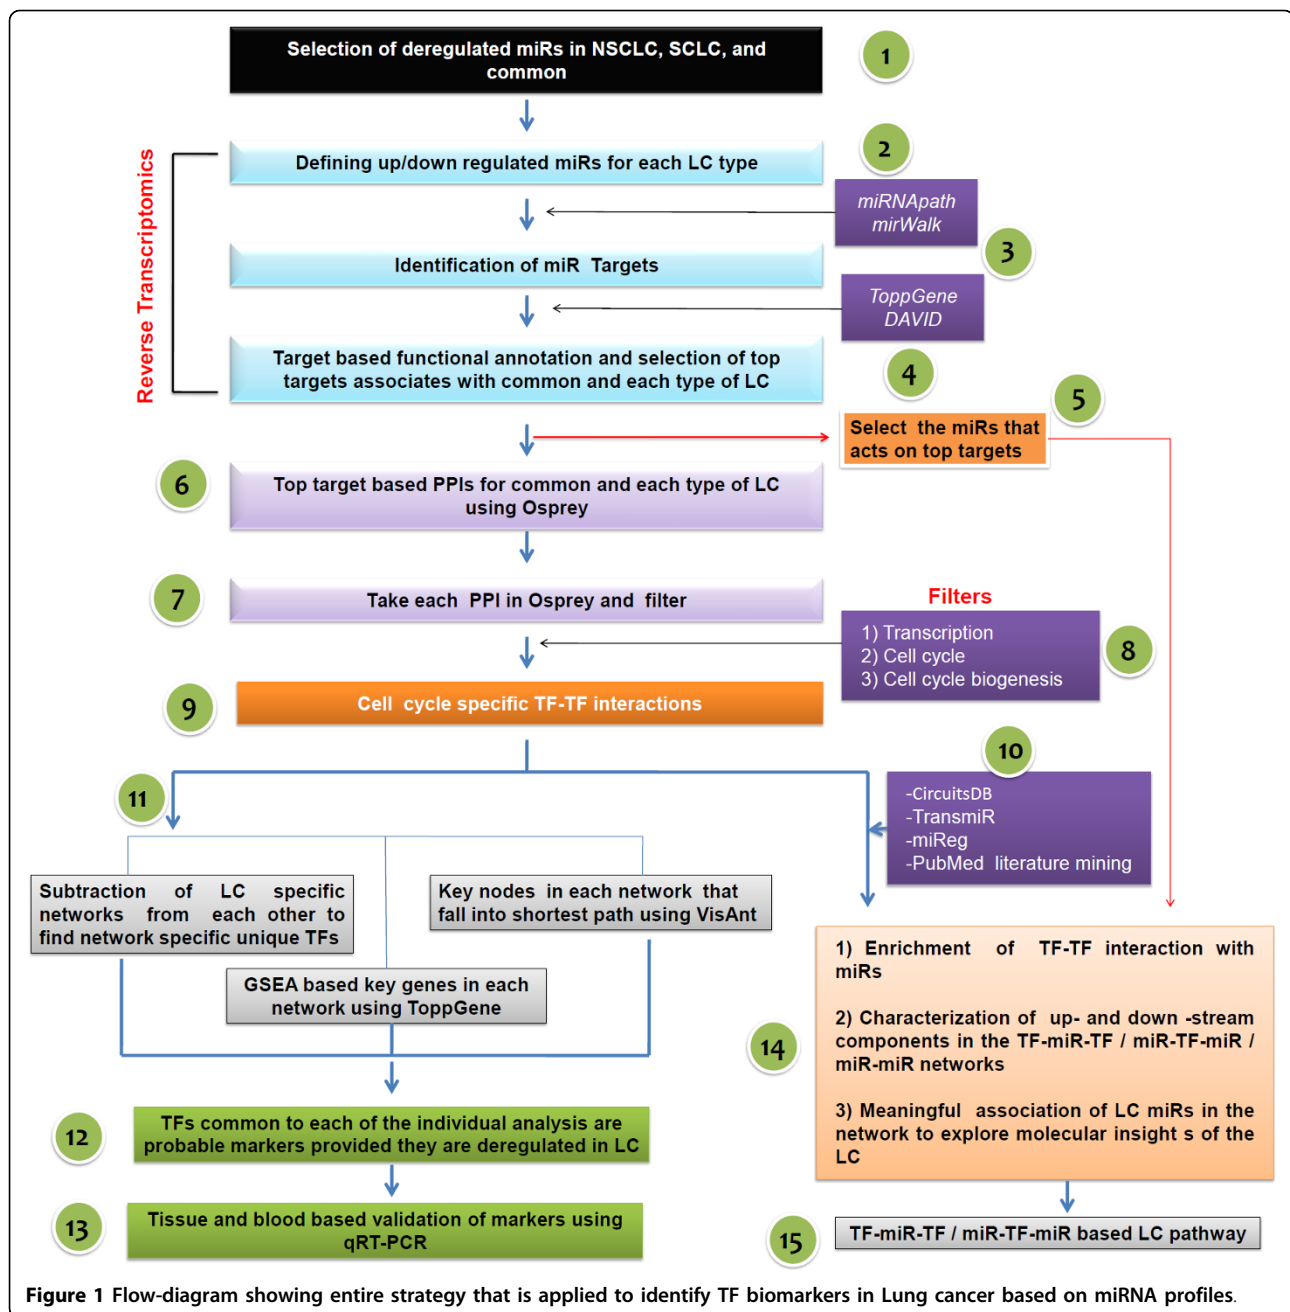 Selection of deregulated miRs in NSCLC, SCLC, and
common
1
Reverse Transcriptomics
Defining up/down regulated miRs for each LC type
2
miRNApath
mirWalk
3
Identification of miR Targets
ToppGene
DAVID
Target based functional annotation and selection of top
targets associates with common and each type of LC
4
5
Select the miRs that
acts on top targets
6
Top target based PPIs for common and each type of LC
using Osprey
7
Take each PPI in Osprey and filter
Filters
1) Transcription
2) Cell cycle
3) Cell cycle biogenesis
8
9
Cell cycle specific TF-TF interactions
10
-CircuitsDB
-TransmiR
-miReg
-PubMed literature mining
11
Subtraction of LC specific
networks from each other to
find network specific unique TFs
Key nodes in each network that
fall into shortest path using VisAnt
GSEA based key genes in each
network using ToppGene
1) Enrichment of TF-TF interaction with
miRs
2) Characterization of up- and down -stream
components in the TF-miR-TF / miR-TF-miR /
miR-miR networks
3) Meaningful association of LC miRs in the
network to explore molecular insight s of the
LC
14
12
TFs common to each of the individual analysis are
probable markers provided they are deregulated in LC
13
Tissue and blood based validation of markers using
qRT-PCR
15
TF-miR-TF / miR-TF-miR based LC pathway
Figure 1 Flow-diagram showing entire strategy that is applied to identify TF biomarkers in Lung cancer based on miRNA profiles.